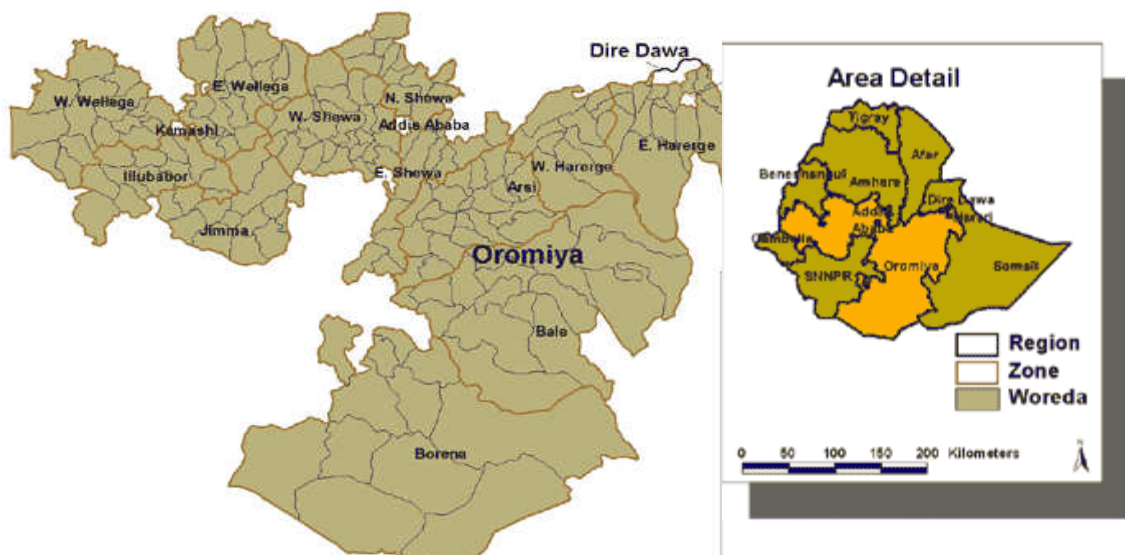 Dire Dawa
E. Wellega
W. Wellega
N. Showa
W. Shewa
Addis Ababa
Kamashi
E. Harerge
W. Harerge
Illubabor
E. Shewa
Arsi
Jimma
Oromiya
Bale
Borena
Area Detail
Tigray
Afar
Beneshangul
Amhara
Dire Dawa
Addis
Ababa
Oromiya
Somali
SNNPR
Region
Zone
Woreda
0 50 100 150 200 Kilometers
N